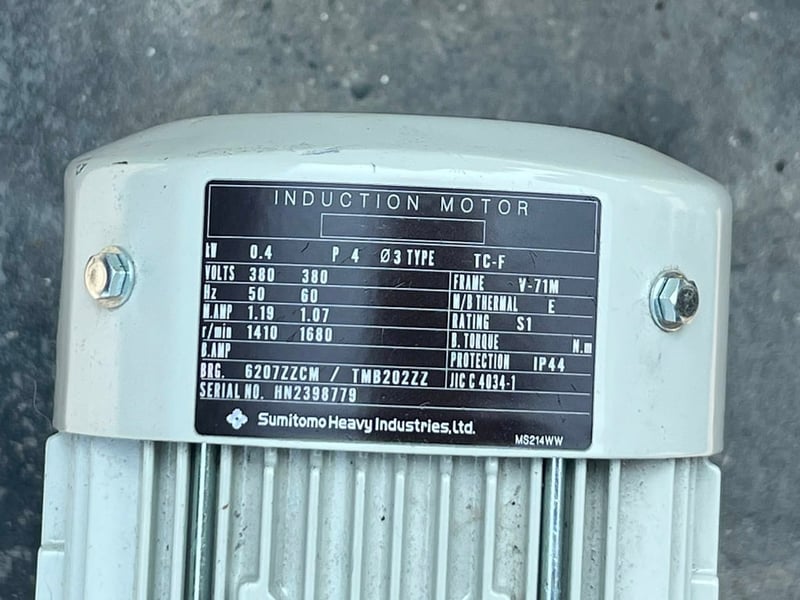 INDUCTION MOTOR
kW 0.4 P 4 Ø3 TYPE TC-F
VOLTS 380 380
FRAME V-71M
Hz 50 60
M/B THERMAL E
M.AMP 1.19 1.07
RATING S1
r/min 1410 1680
B.TORQUE N.m
B.AMP
PROTECTION IP44
BRG. 6207ZZCM / TMB202ZZ
JIC C 4034-1
SERIAL NO. HN2398779
Sumitomo Heavy Industries, Ltd.
MS214WW